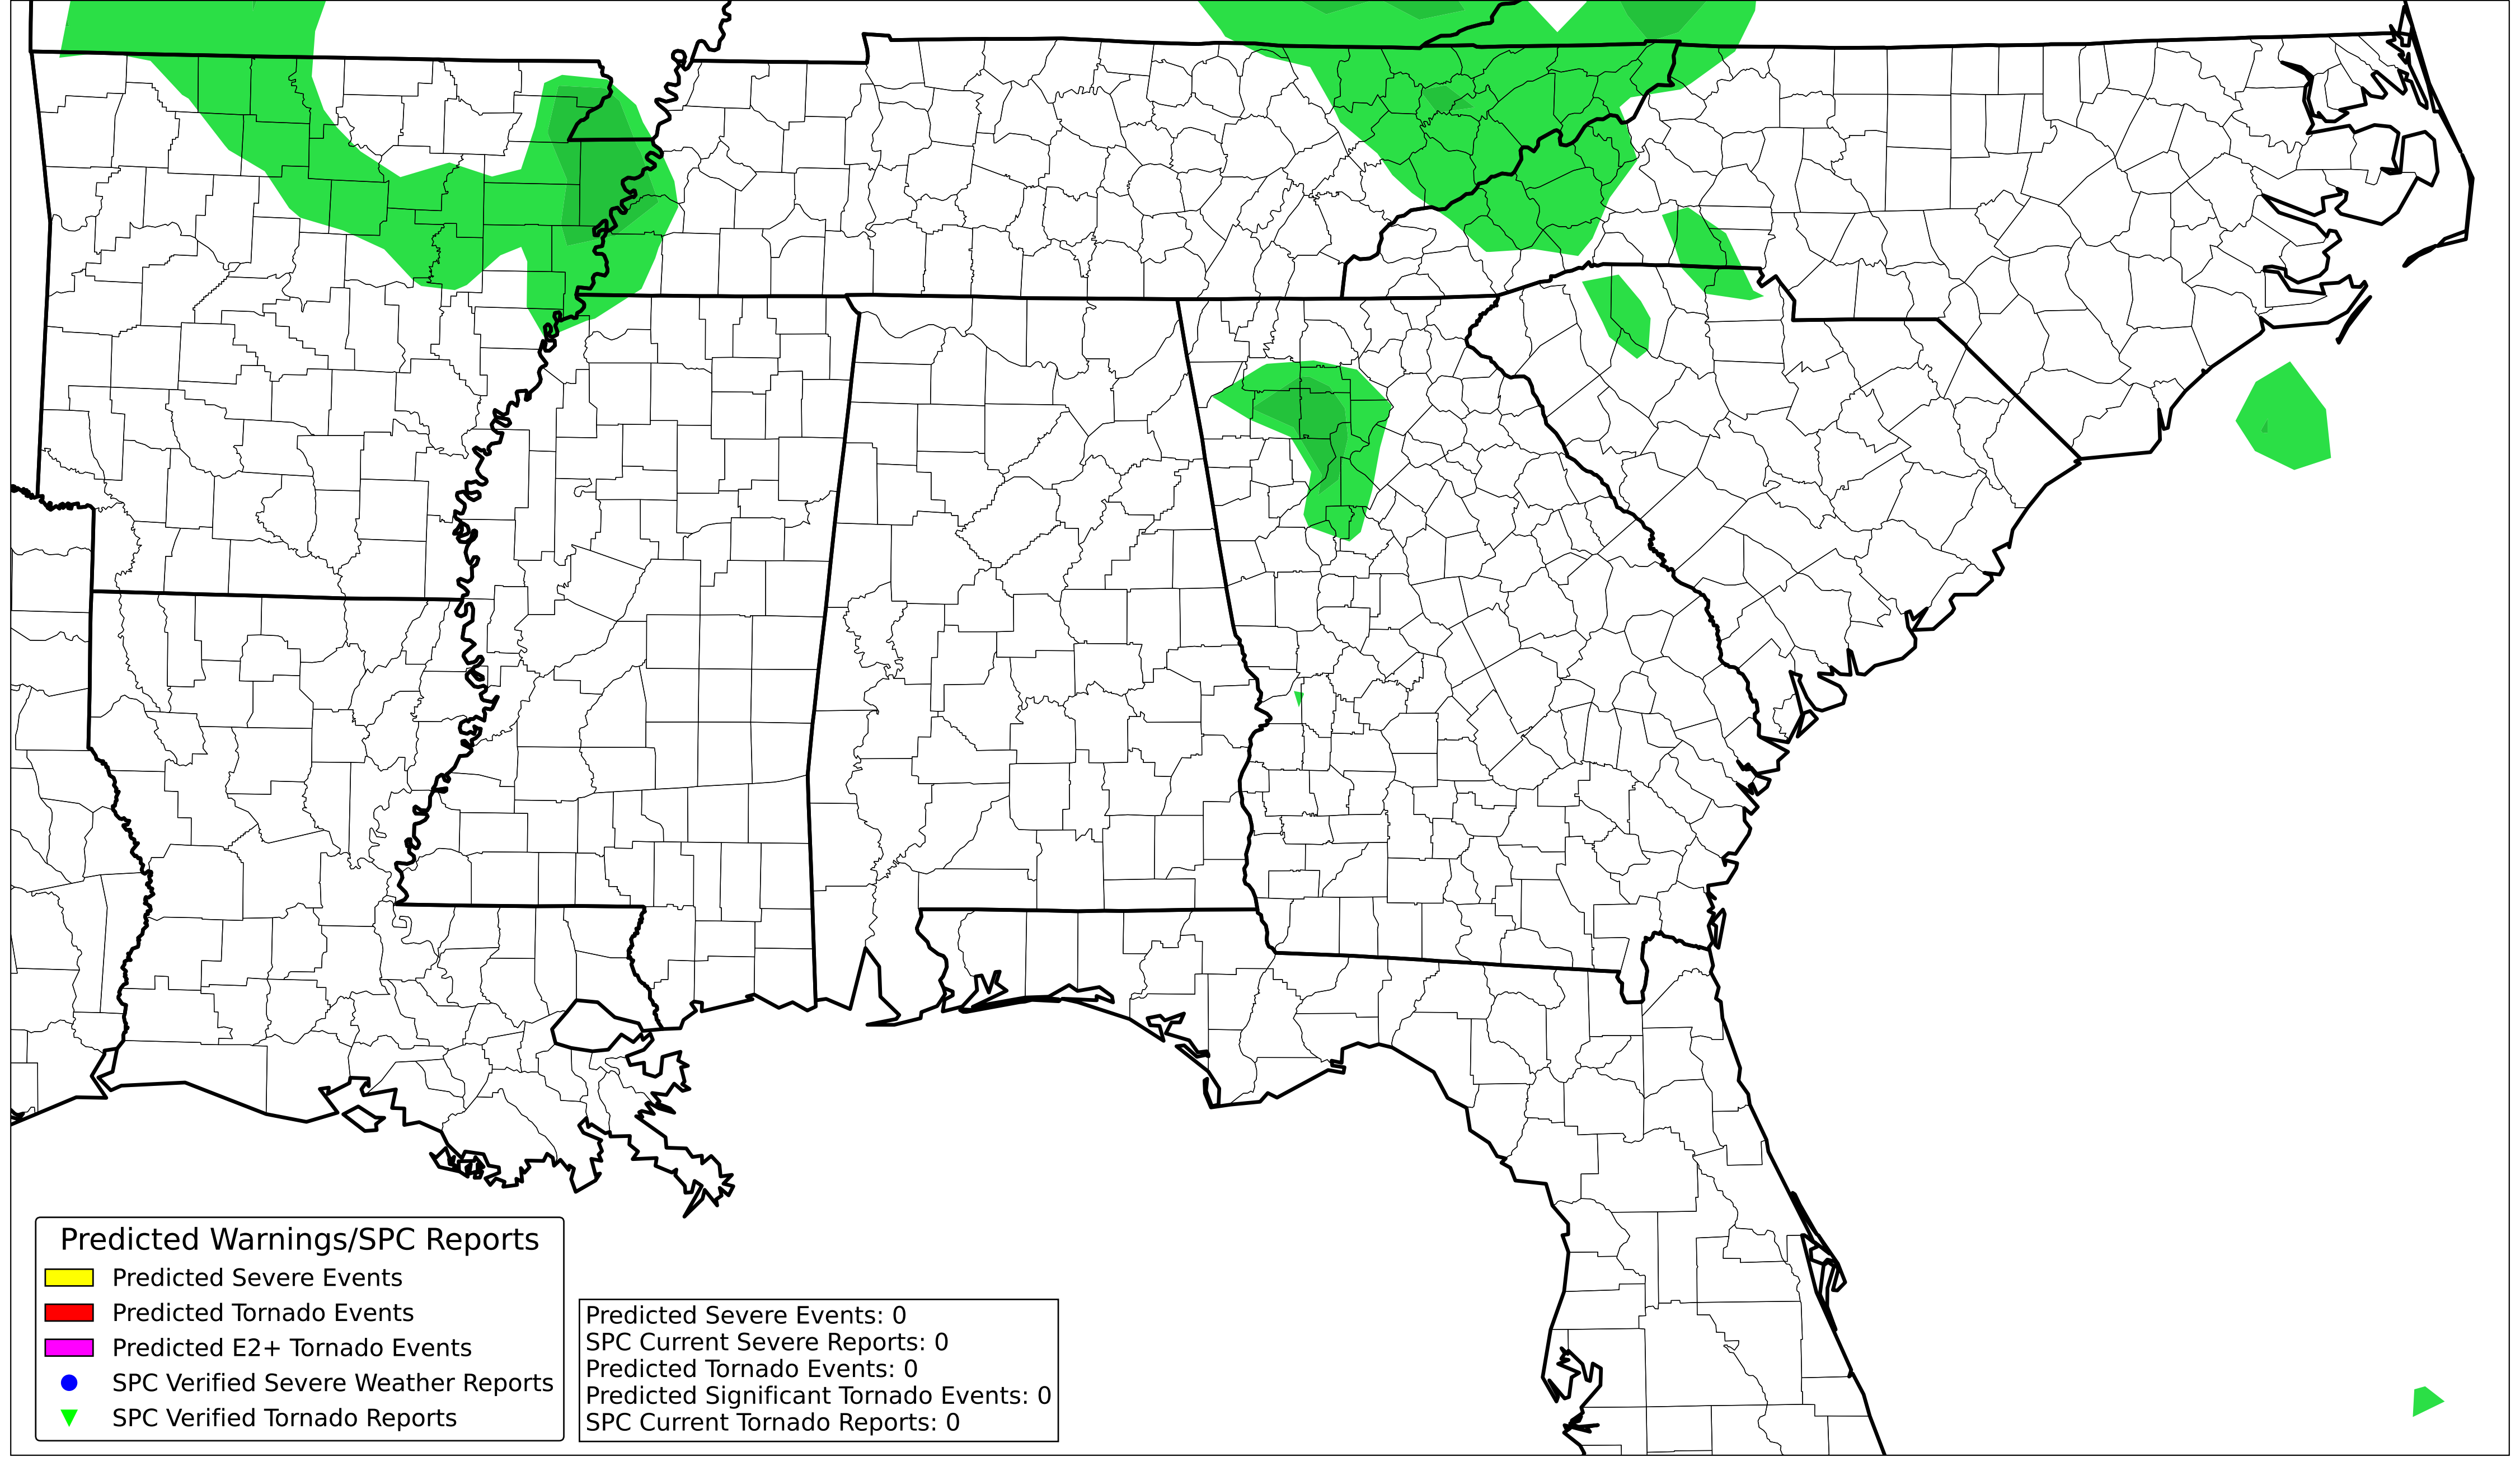 Predicted Warnings/SPC Reports
Predicted Severe Events
Predicted Tornado Events
Predicted E2+ Tornado Events
SPC Verified Severe Weather Reports
SPC Verified Tornado Reports
Predicted Severe Events: 0
SPC Current Severe Reports: 0
Predicted Tornado Events: 0
Predicted Significant Tornado Events: 0
SPC Current Tornado Reports: 0